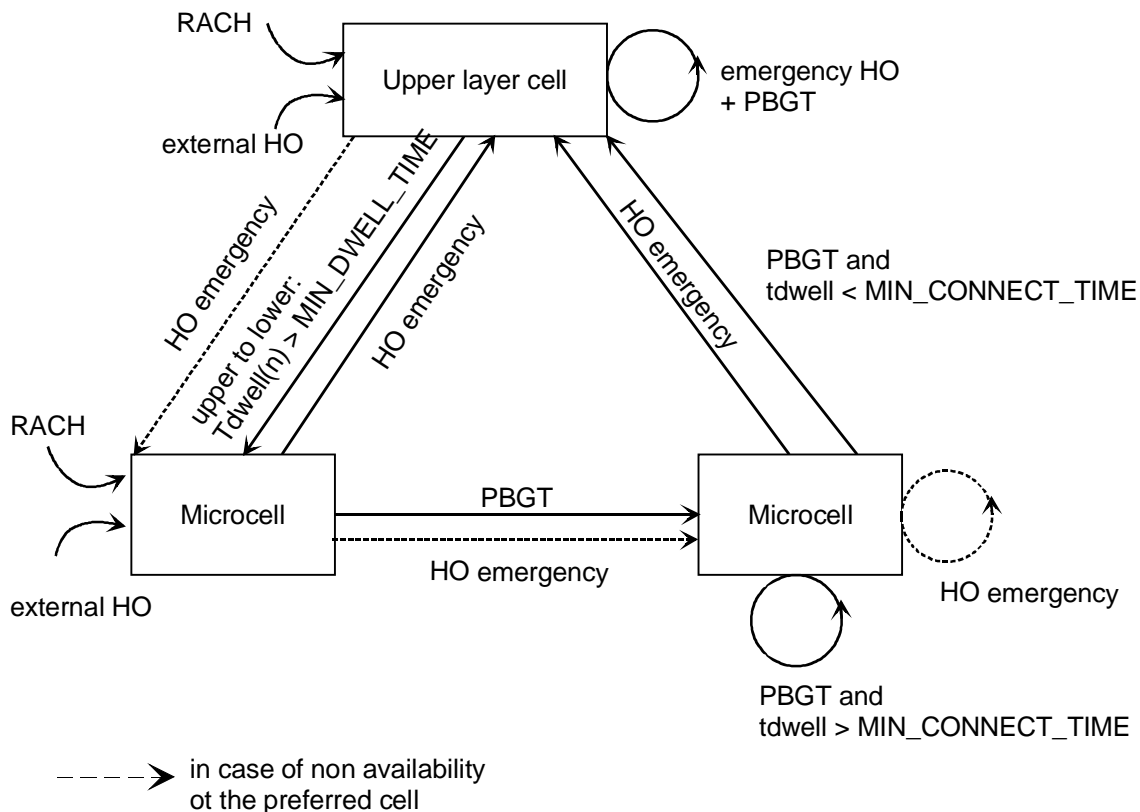 RACH
Upper layer cell
emergency HO
+ PBGT
external HO
HO emergency
upper to lower:
Tdwell(n) > MIN_DWELL_TIME
HO emergency
HO emergency
PBGT and
tdwell < MIN_CONNECT_TIME
RACH
Microcell
PBGT
Microcell
HO emergency
external HO
HO emergency
PBGT and
tdwell > MIN_CONNECT_TIME
in case of non availability
ot the preferred cell